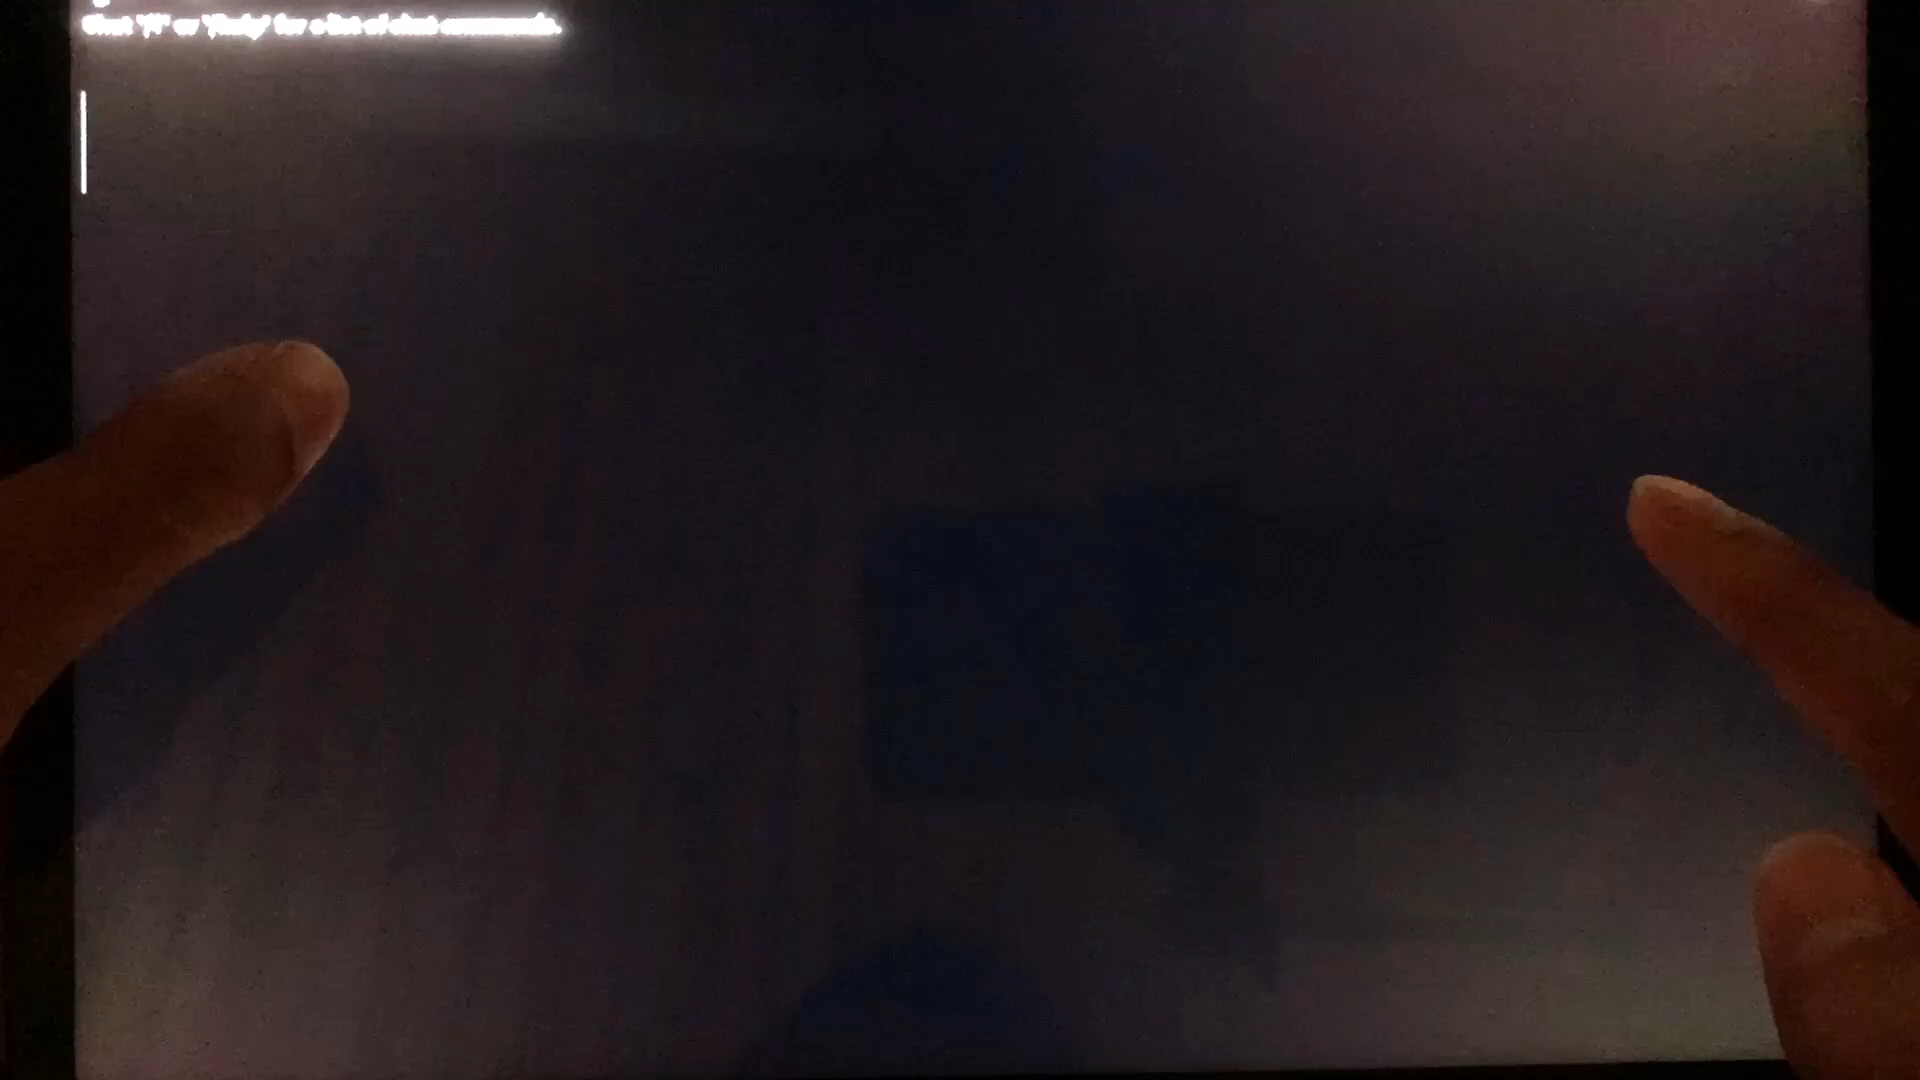 Chat '/?' or '/help' for a list of chat commands.